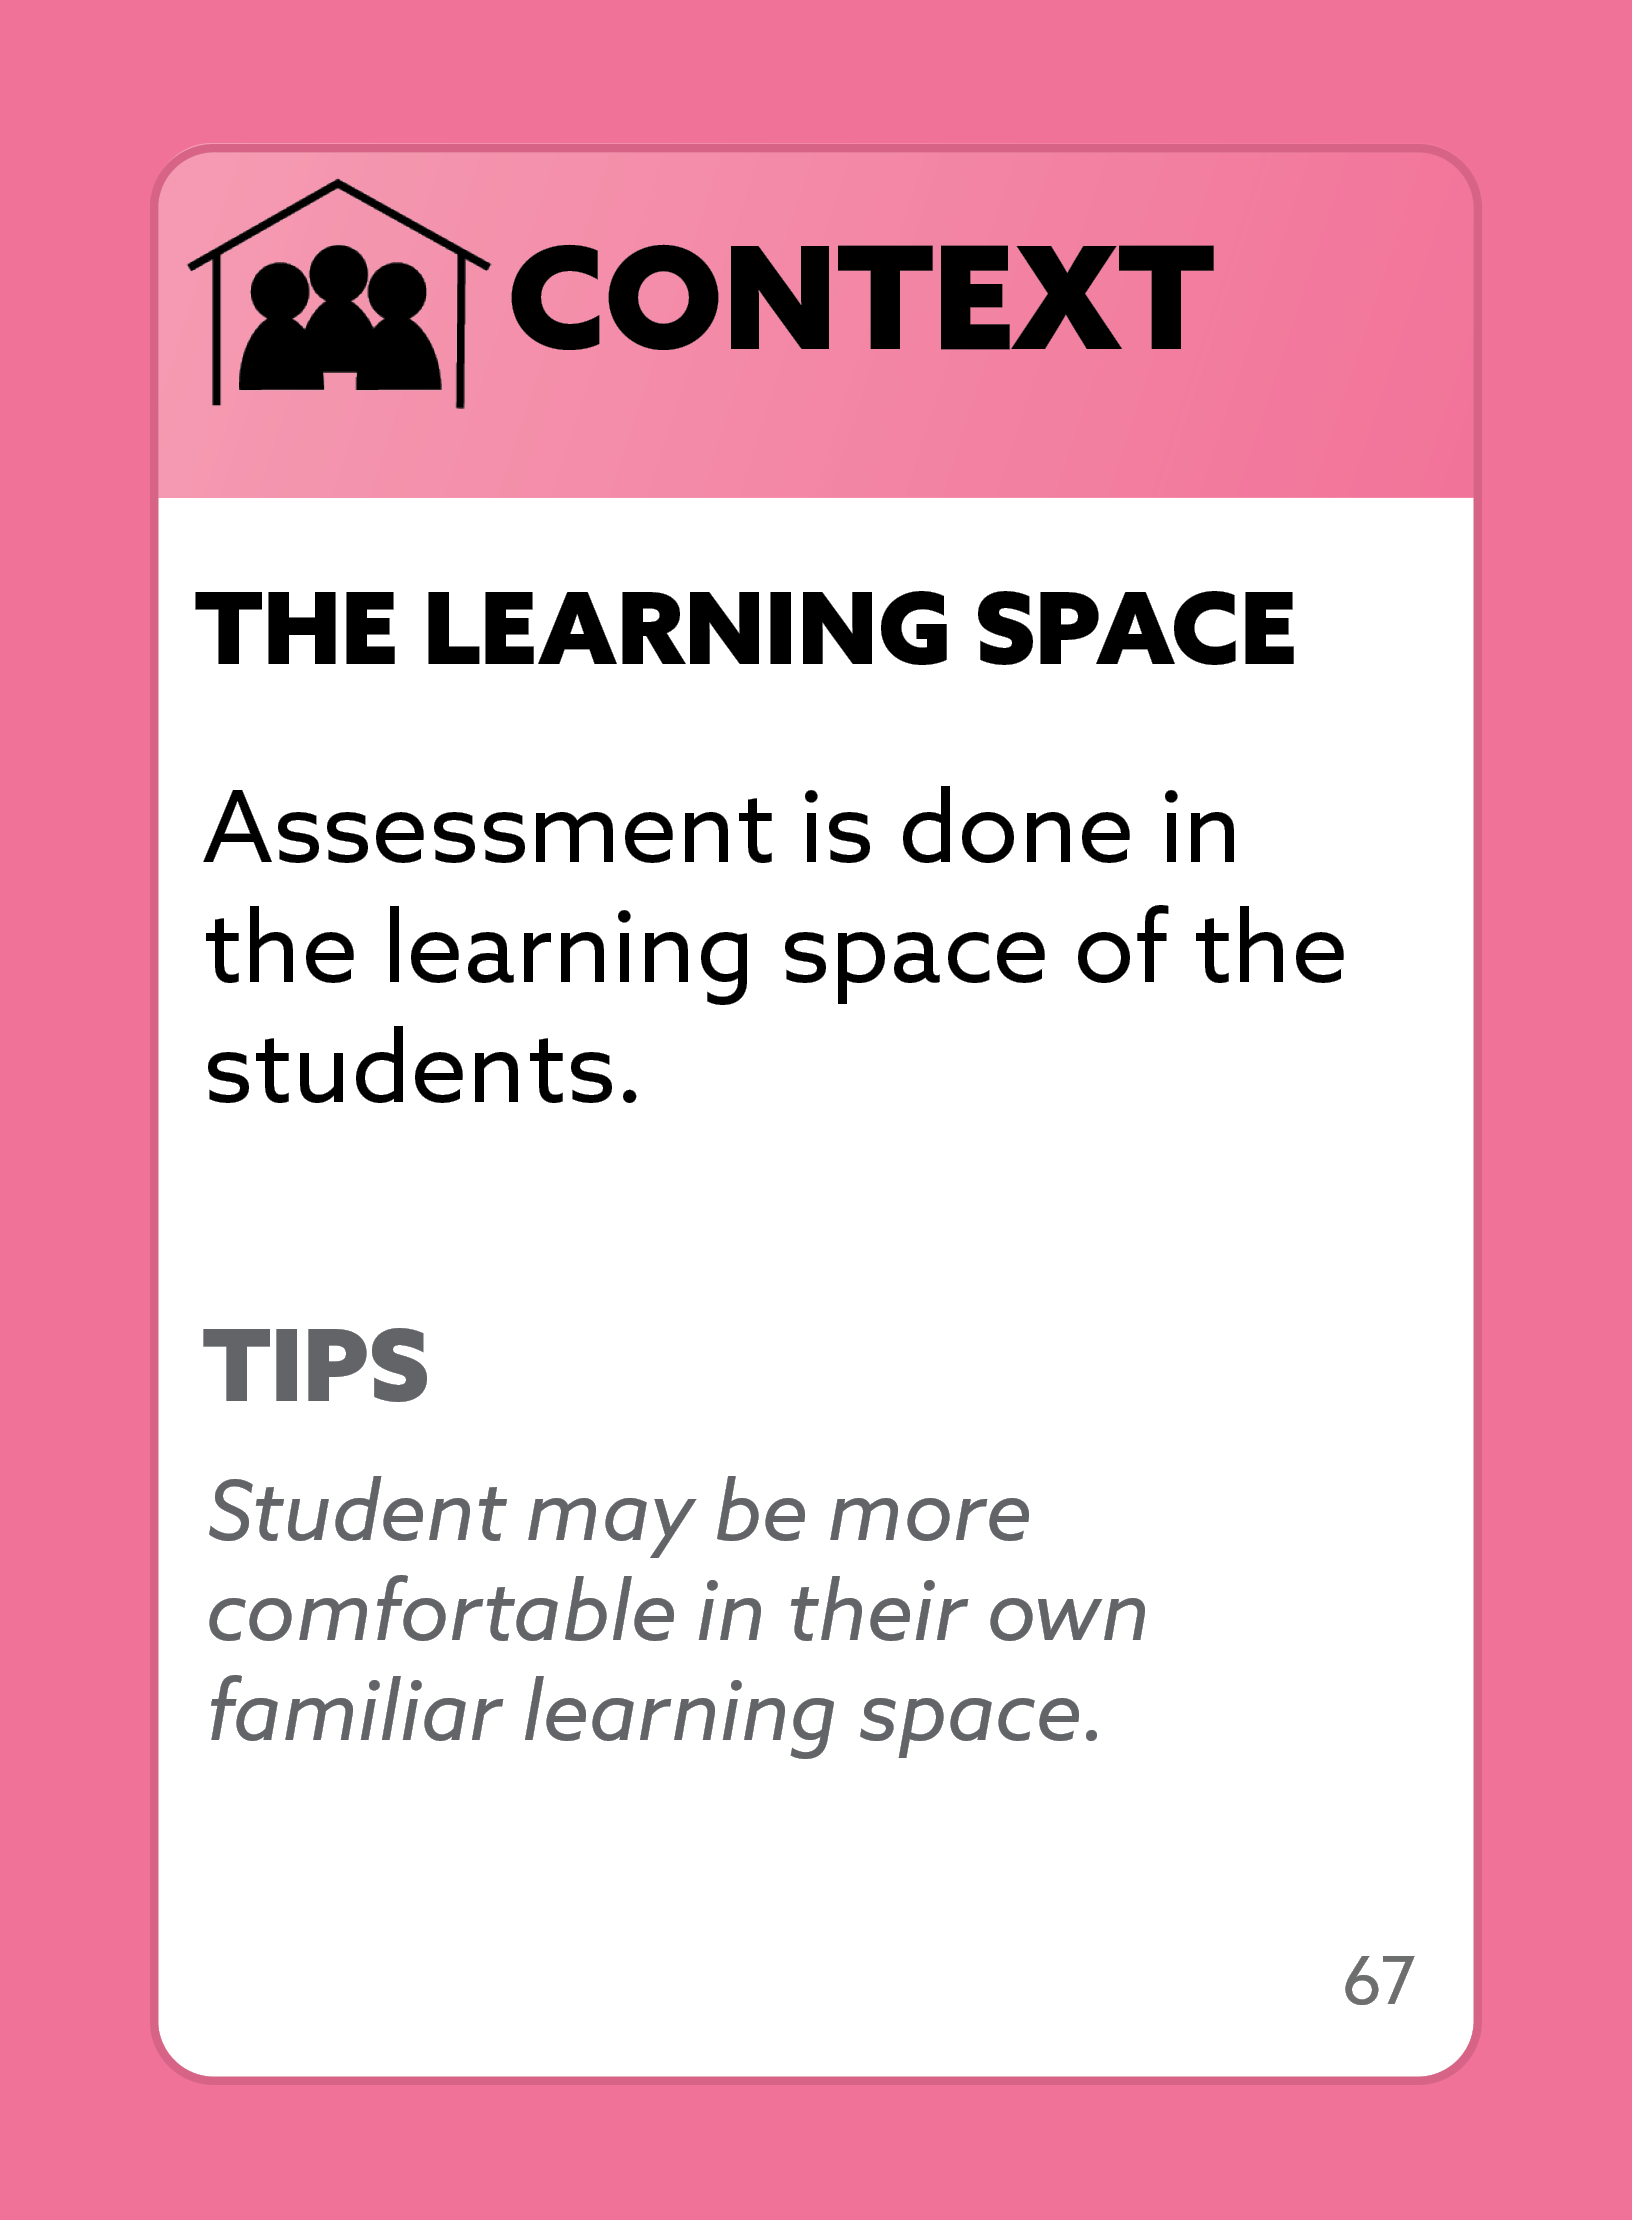 CONTEXT
THE LEARNING SPACE
Assessment is done in
the learning space of the
students.
TIPS
Student may be more
comfortable in their own
familiar learning space.
67